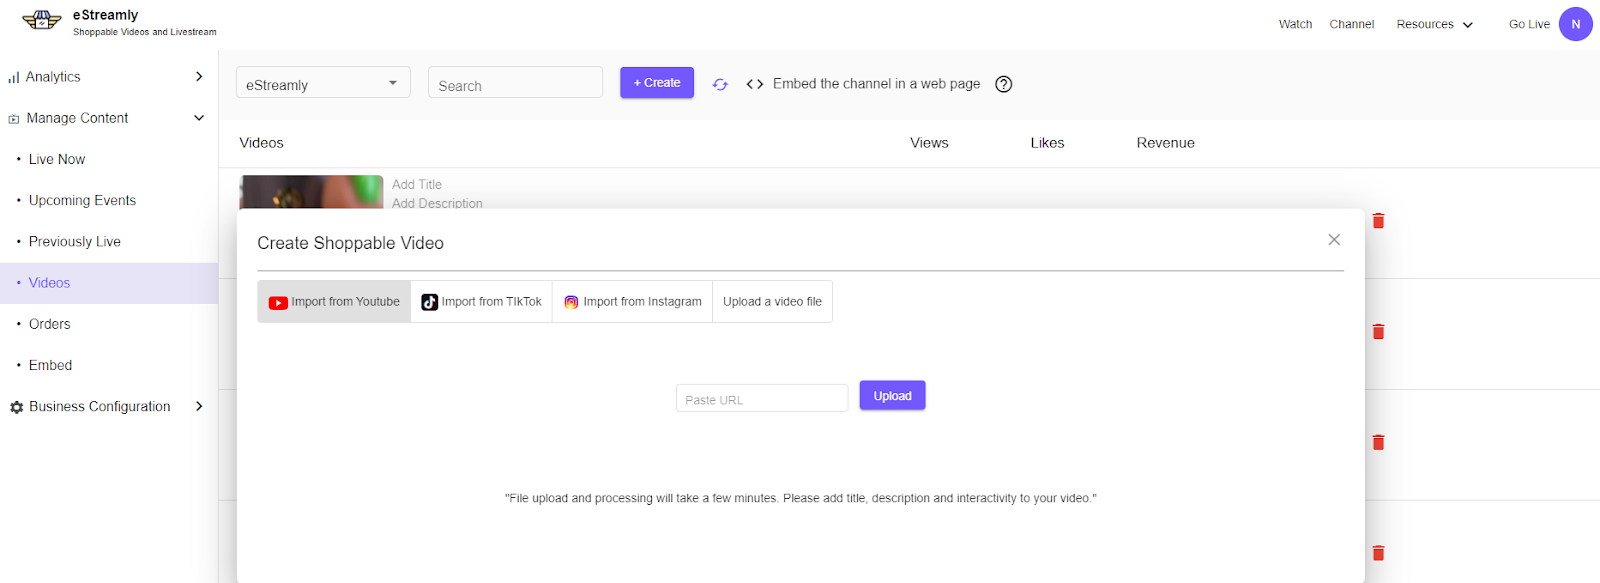 eStreamly
Shoppable Videos and Livestream
Watch Channel Resources Go Live N
Analytics
Manage Content
Live Now
Upcoming Events
Previously Live
Videos
Orders
Embed
Business Configuration
eStreamly Search + Create Embed the channel in a web page ?
Videos Views Likes Revenue
Add Title
Add Description
Create Shoppable Video
Import from Youtube Import from TIkTok Import from Instagram Upload a video file
Paste URL Upload
"File upload and processing will take a few minutes. Please add title, description and interactivity to your video."